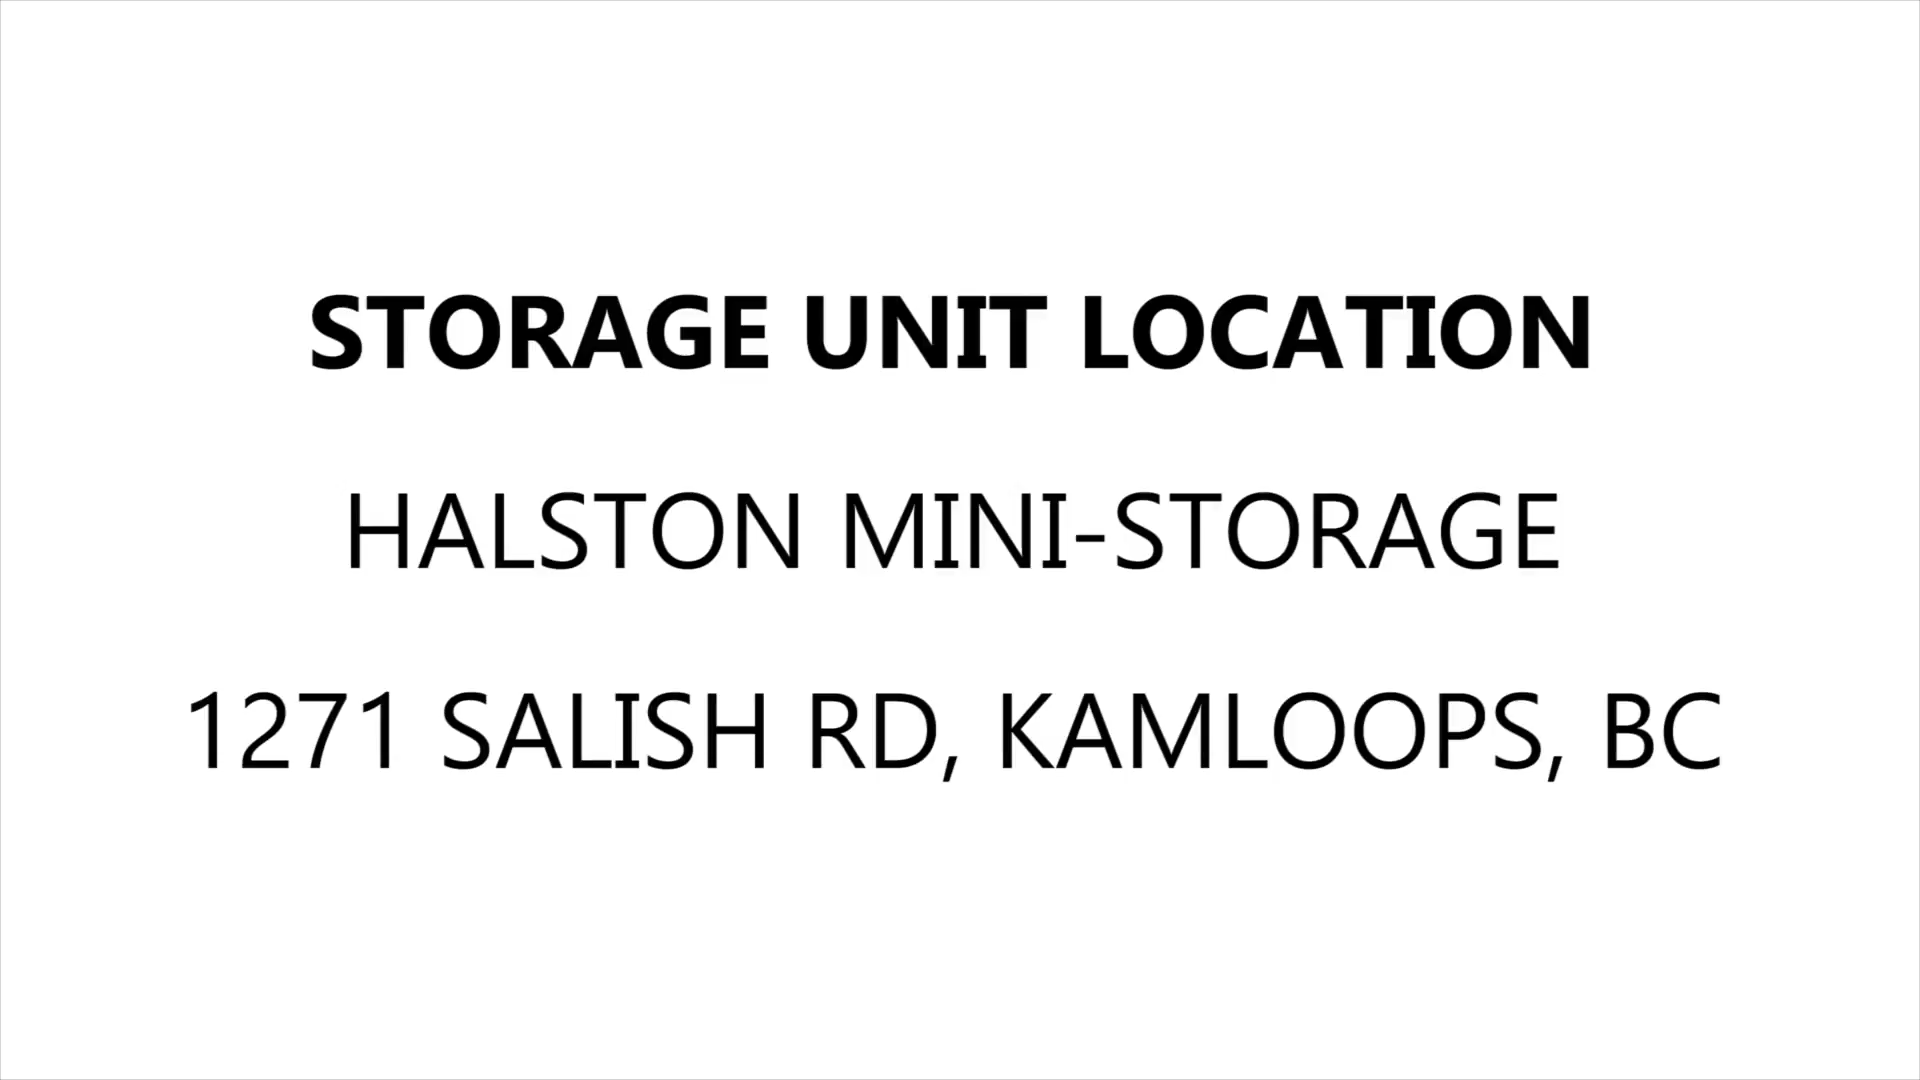 STORAGE UNIT LOCATION
HALSTON MINI-STORAGE
1271 SALISH RD, KAMLOOPS, BC